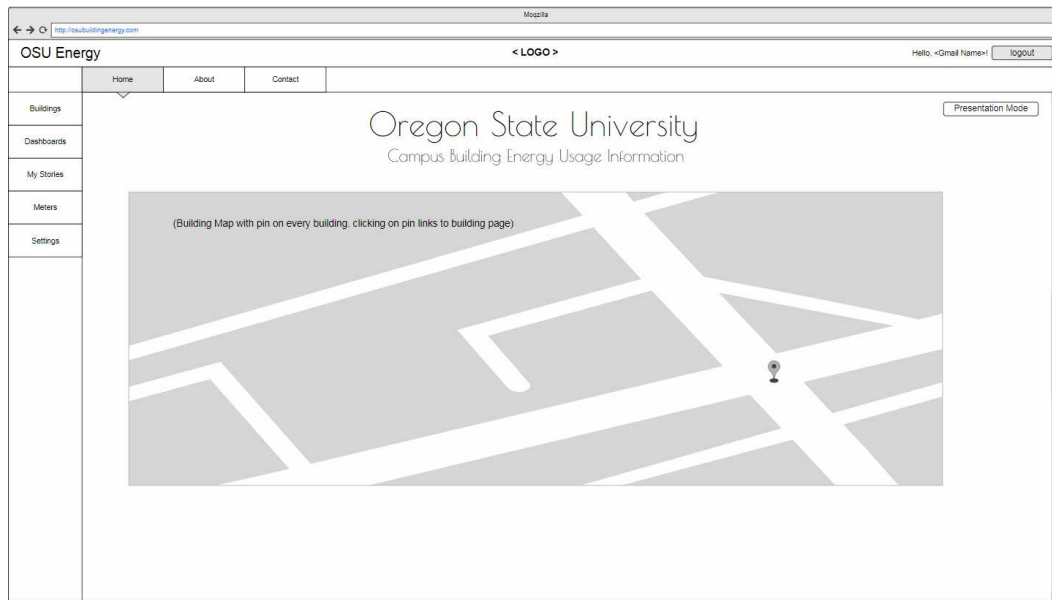 Moqzilla
http://osubuildingenergy.com
OSU Energy
< LOGO >
Hello, <Gmail Name>!
logout
Home
About
Contact
Buildings
Dashboards
My Stories
Meters
Settings
Presentation Mode
Oregon State University
Campus Building Energy Usage Information
(Building Map with pin on every building. clicking on pin links to building page)